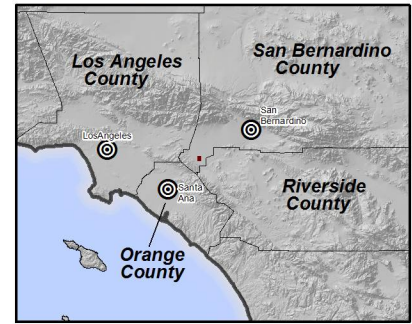 Los Angeles
County
San Bernardino
County
San
Bernardino
LosAngeles
Santa
Ana
Riverside
County
Orange
County